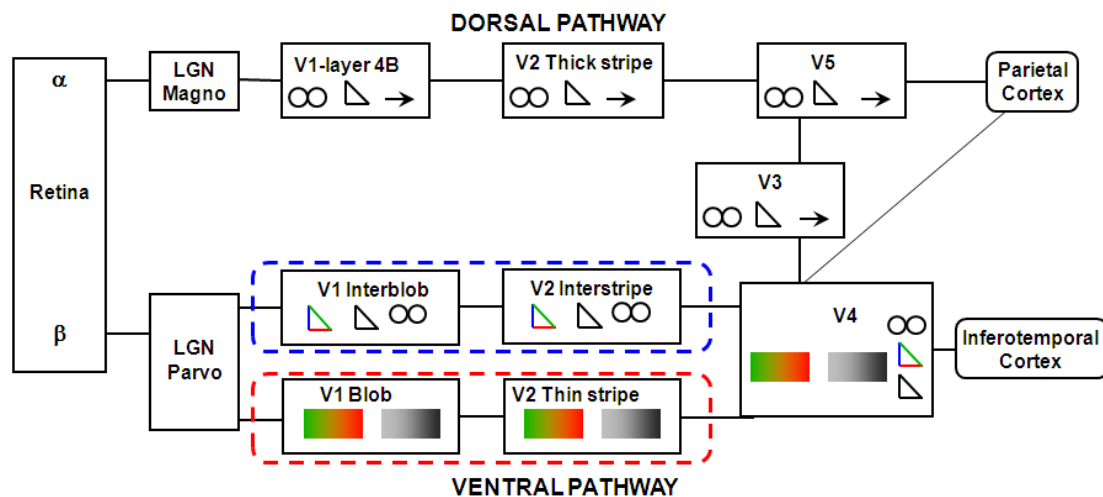 DORSAL PATHWAY
α
Retina
β
LGN
Magno
V1-layer 4B
V2 Thick stripe
V5
Parietal
Cortex
V3
LGN
Parvo
V1 Interblob
V2 Interstripe
V4
Inferotemporal
Cortex
V1 Blob
V2 Thin stripe
VENTRAL PATHWAY